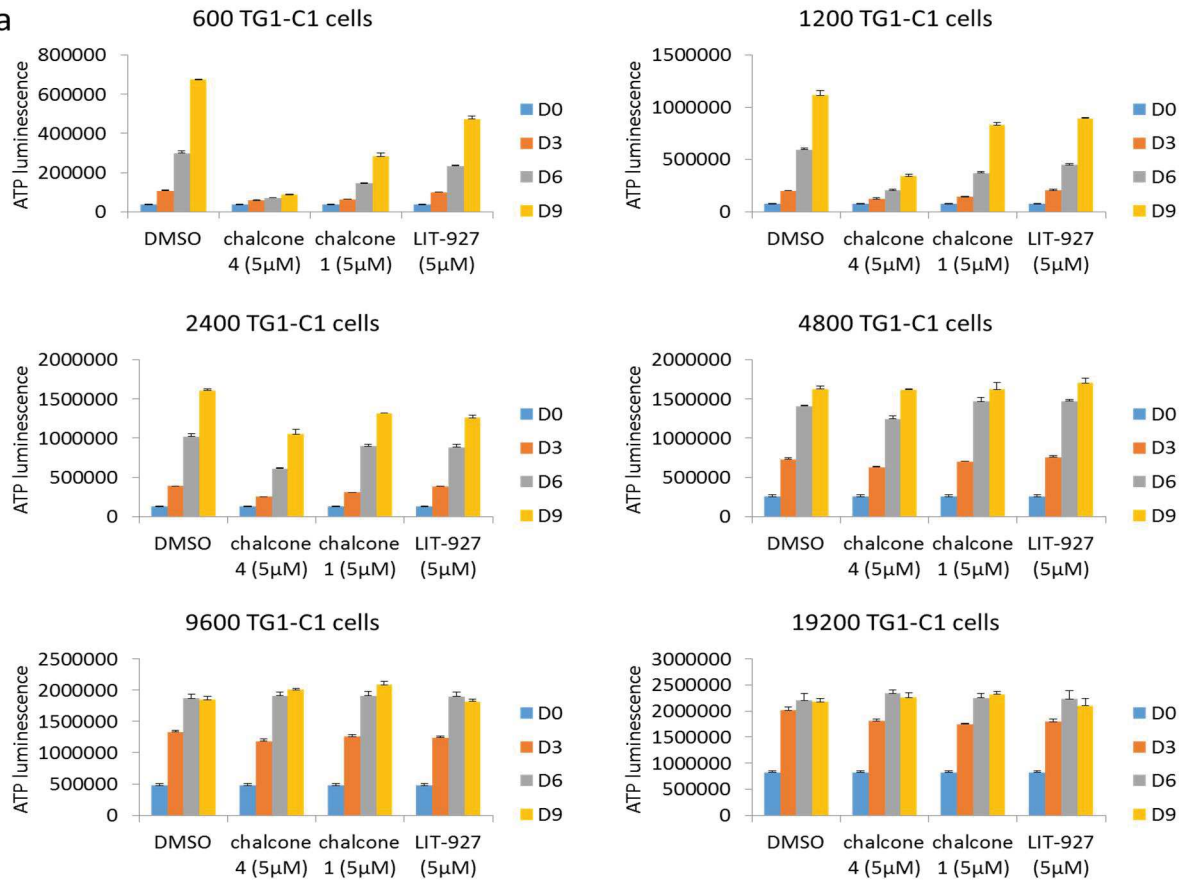 a
600 TG1-C1 cells
ATP luminescence
800000
600000
400000
200000
0
DMSO
chalcone
4 (5µM)
chalcone
1 (5µM)
LIT-927
(5µM)
D0
D3
D6
D9
1200 TG1-C1 cells
ATP luminescence
1500000
1000000
500000
0
DMSO
chalcone
4 (5µM)
chalcone
1 (5µM)
LIT-927
(5µM)
D0
D3
D6
D9
2400 TG1-C1 cells
ATP luminescence
2000000
1500000
1000000
500000
0
DMSO
chalcone
4 (5µM)
chalcone
1 (5µM)
LIT-927
(5µM)
D0
D3
D6
D9
4800 TG1-C1 cells
ATP luminescence
2000000
1500000
1000000
500000
0
DMSO
chalcone
4 (5µM)
chalcone
1 (5µM)
LIT-927
(5µM)
D0
D3
D6
D9
9600 TG1-C1 cells
ATP luminescence
2500000
2000000
1500000
1000000
500000
0
DMSO
chalcone
4 (5µM)
chalcone
1 (5µM)
LIT-927
(5µM)
D0
D3
D6
D9
19200 TG1-C1 cells
ATP luminescence
3000000
2500000
2000000
1500000
1000000
500000
0
DMSO
chalcone
4 (5µM)
chalcone
1 (5µM)
LIT-927
(5µM)
D0
D3
D6
D9